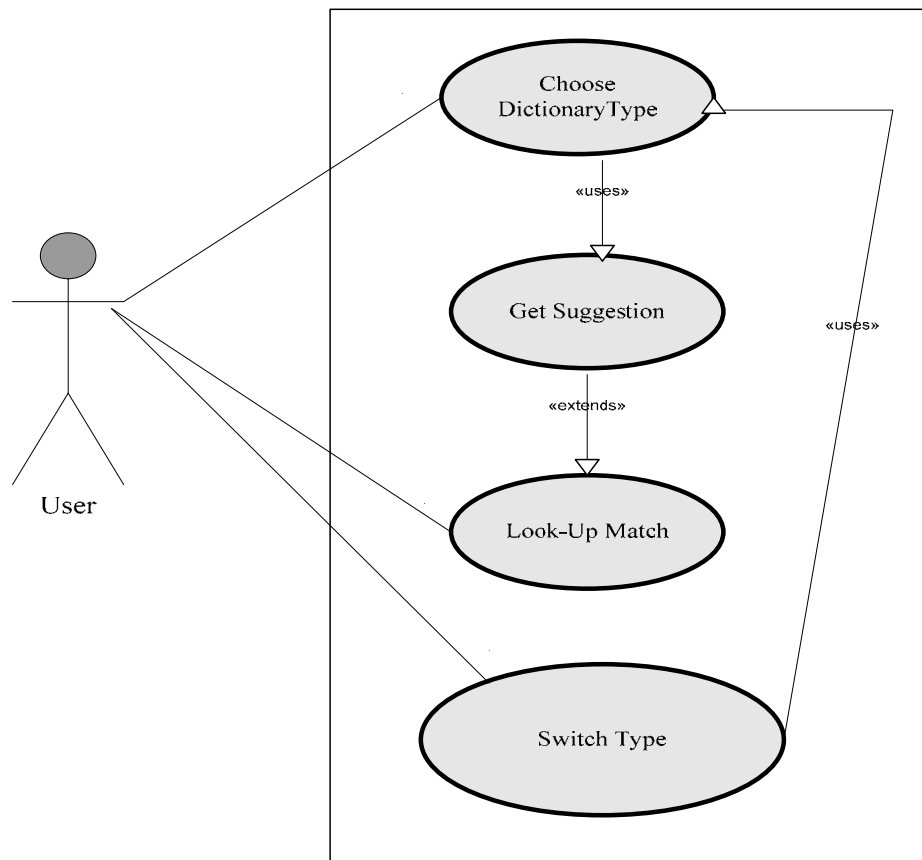 Choose
DictionaryType
«uses»
Get Suggestion
«uses»
«extends»
User
Look-Up Match
Switch Type